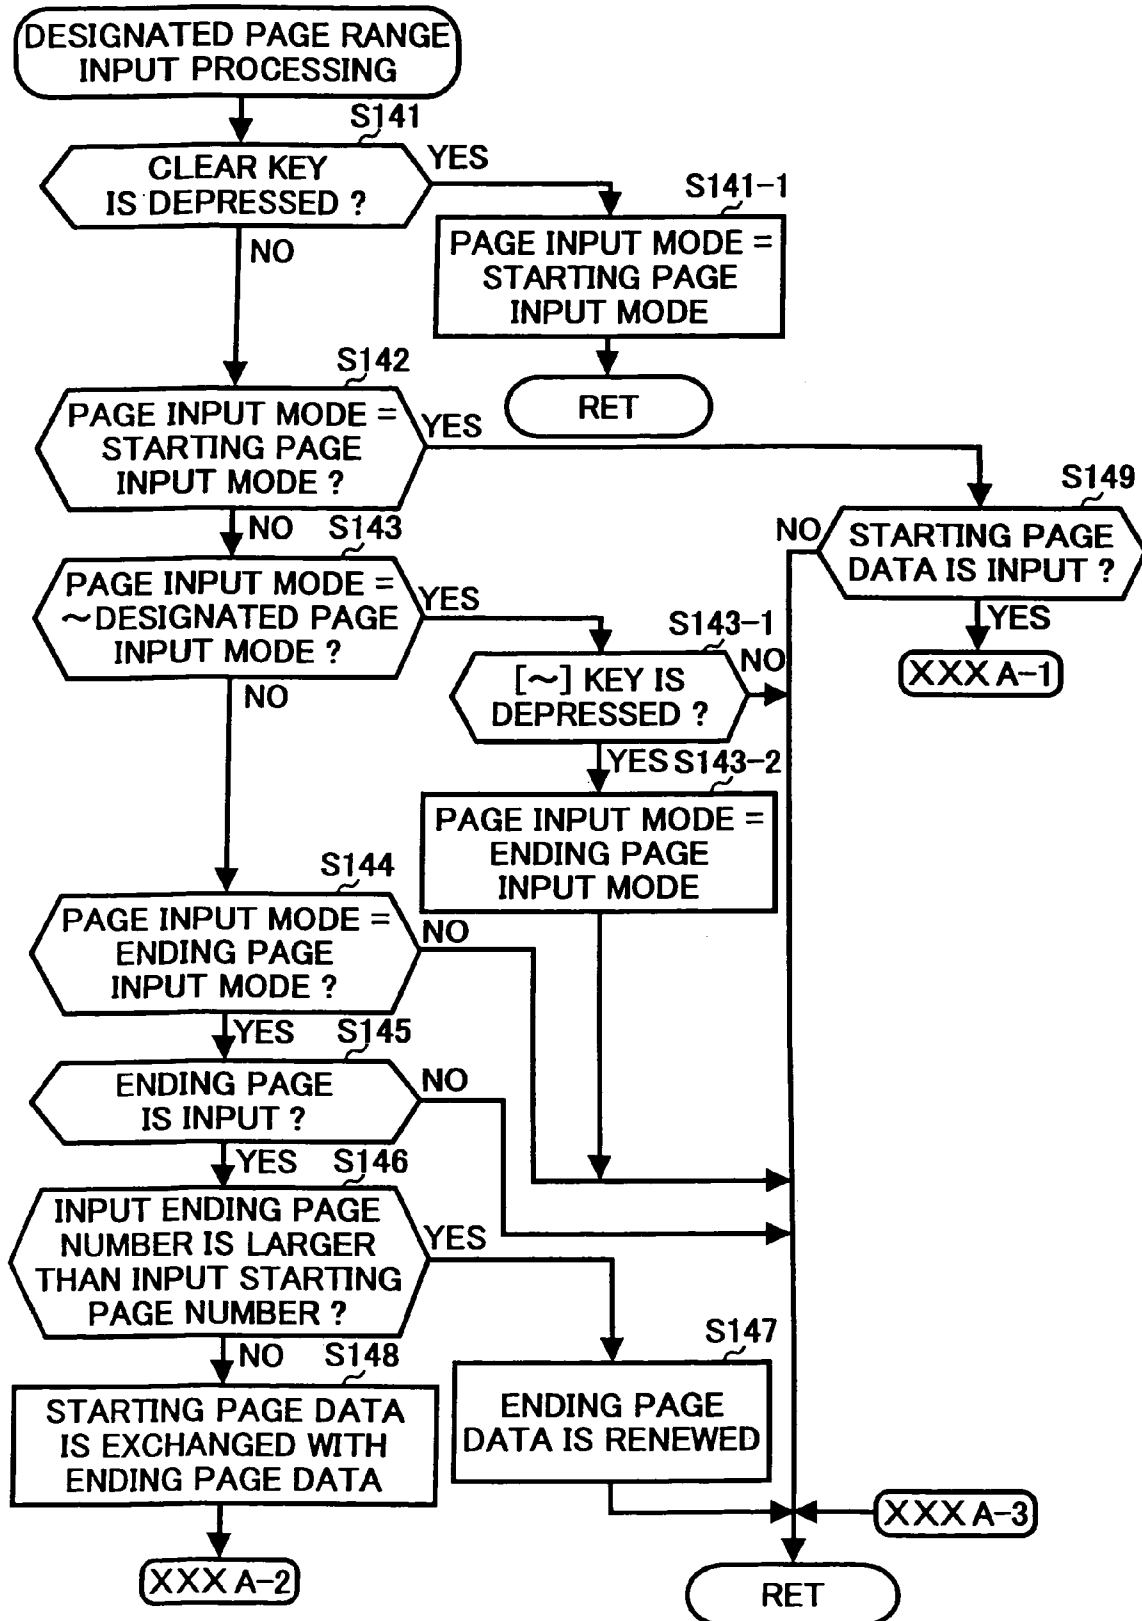 DESIGNATED PAGE RANGE
INPUT PROCESSING
S141
CLEAR KEY
IS DEPRESSED ?
YES
NO
S141-1
PAGE INPUT MODE =
STARTING PAGE
INPUT MODE
RET
S142
PAGE INPUT MODE =
STARTING PAGE
INPUT MODE ?
YES
NO
S149
STARTING PAGE
DATA IS INPUT ?
NO
YES
XXX A-1
S143
PAGE INPUT MODE =
~DESIGNATED PAGE
INPUT MODE ?
YES
NO
S143-1
[~] KEY IS
DEPRESSED ?
NO
YES
S143-2
PAGE INPUT MODE =
ENDING PAGE
INPUT MODE
S144
PAGE INPUT MODE =
ENDING PAGE
INPUT MODE ?
NO
YES
S145
ENDING PAGE
IS INPUT ?
NO
YES
S146
INPUT ENDING PAGE
NUMBER IS LARGER
THAN INPUT STARTING
PAGE NUMBER ?
YES
NO
S147
ENDING PAGE
DATA IS RENEWED
S148
STARTING PAGE DATA
IS EXCHANGED WITH
ENDING PAGE DATA
XXX A-2
XXX A-3
RET